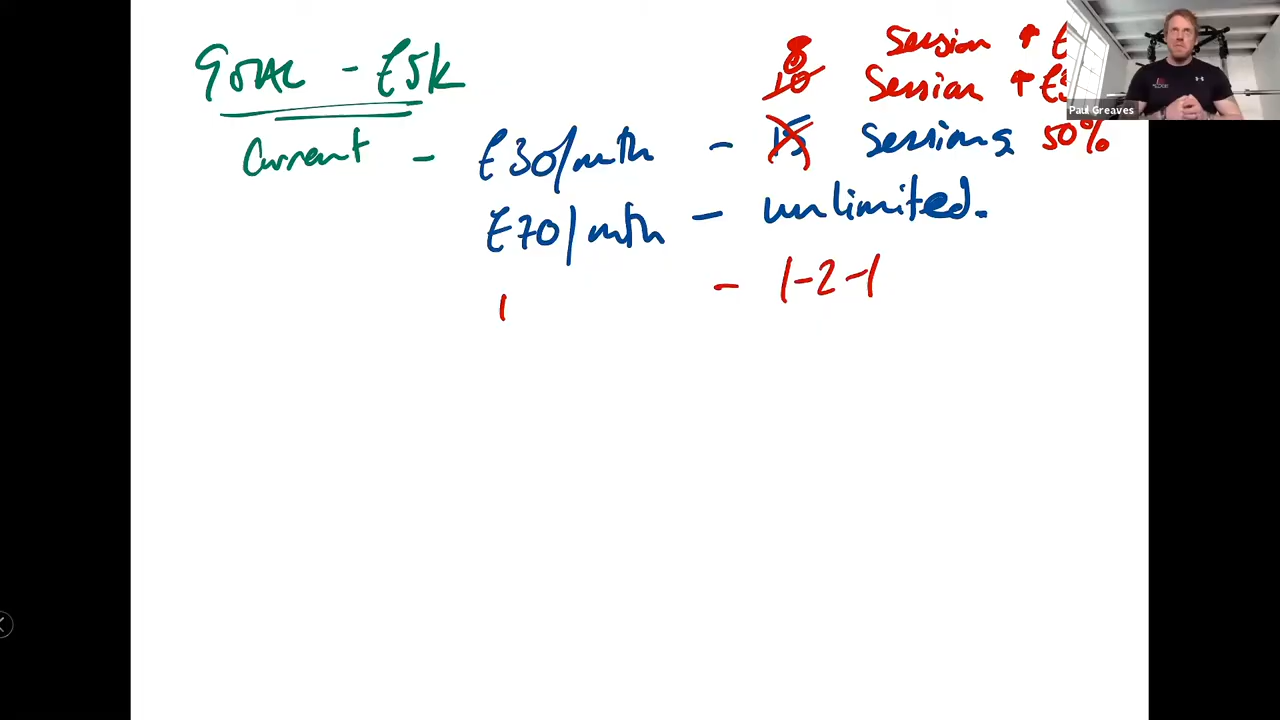 GOAL - £5k
8 Session ↑ £
10 Session ↑ £3
Paul Greaves
Current - £30/mth - 15 Sessions 50%
£70/mth - unlimited.
- 1-2-1